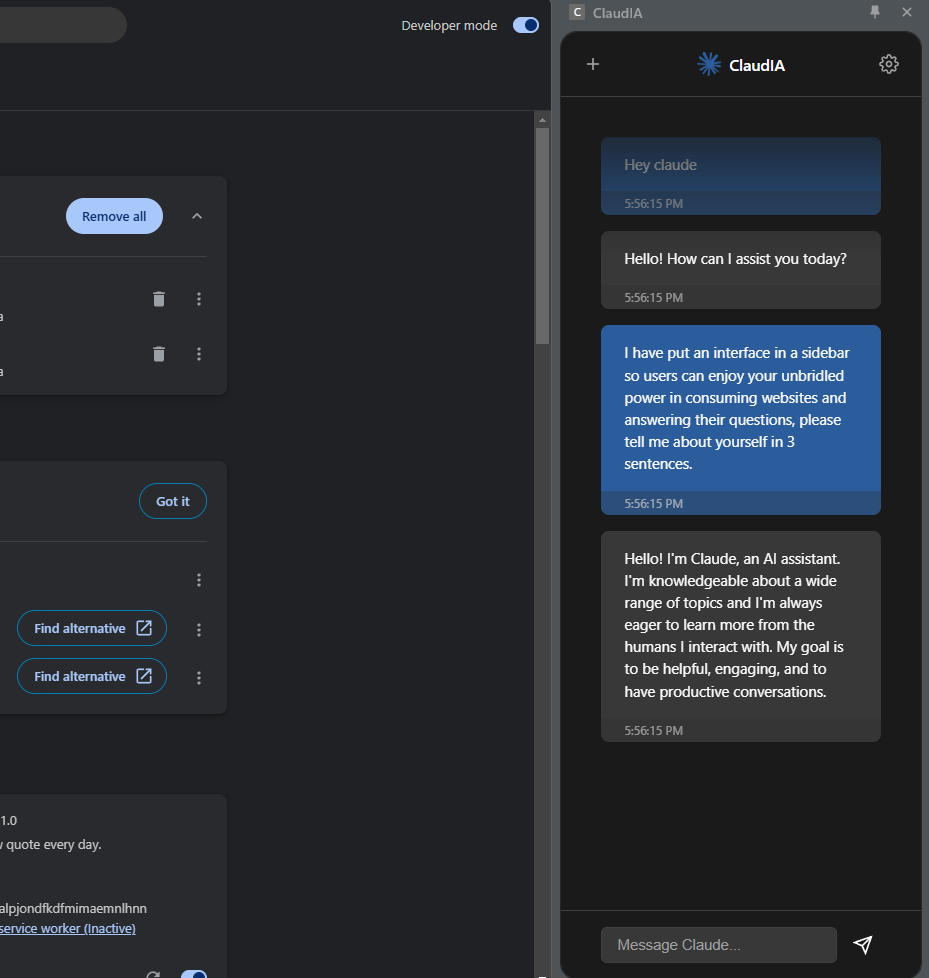 Developer mode
Remove all
a
a
Got it
Find alternative
Find alternative
1.0
quote every day.
alpjondfkdfmimaemnlhnn
service worker (Inactive)
C ClaudIA
ClaudIA
Hey claude
5:56:15 PM
Hello! How can I assist you today?
5:56:15 PM
I have put an interface in a sidebar
so users can enjoy your unbridled
power in consuming websites and
answering their questions, please
tell me about yourself in 3
sentences.
5:56:15 PM
Hello! I'm Claude, an AI assistant.
I'm knowledgeable about a wide
range of topics and I'm always
eager to learn more from the
humans I interact with. My goal is
to be helpful, engaging, and to
have productive conversations.
5:56:15 PM
Message Claude...